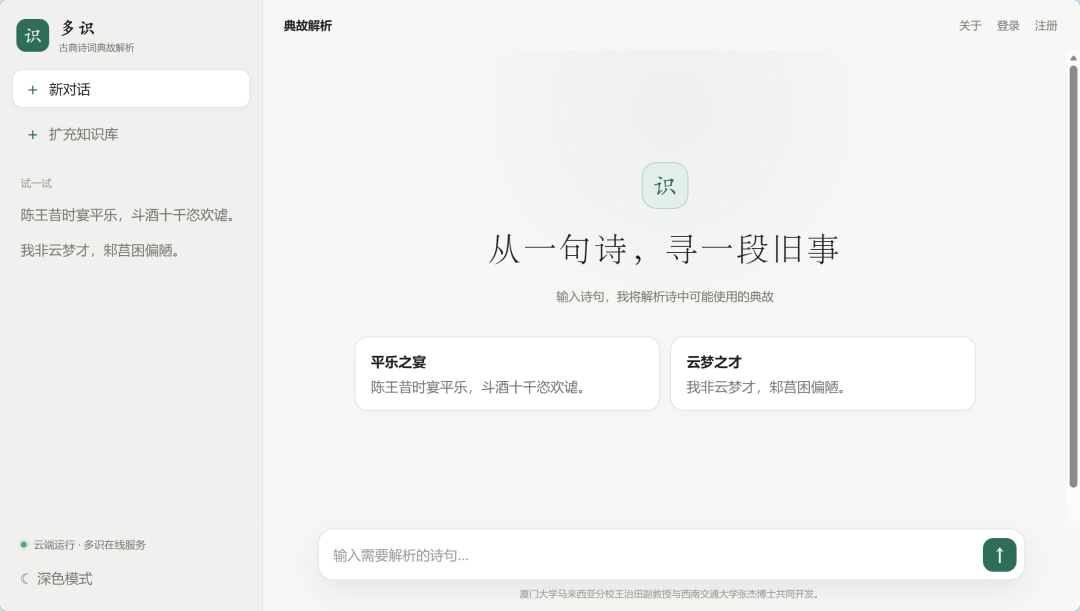 识
多识
古典诗词典故解析
+ 新对话
+ 扩充知识库
试一试
陈王昔时宴平乐，斗酒十千恣欢谑。
我非云梦才，邾莒困偏陋。
云端运行 · 多识在线服务
☾ 深色模式
典故解析
关于 登录 注册
识
从一句诗，寻一段旧事
输入诗句，我将解析诗中可能使用的典故
平乐之宴
陈王昔时宴平乐，斗酒十千恣欢谑。
云梦之才
我非云梦才，邾莒困偏陋。
输入需要解析的诗句...
↑
厦门大学马来西亚分校王治田副教授与西南交通大学张杰博士共同开发。